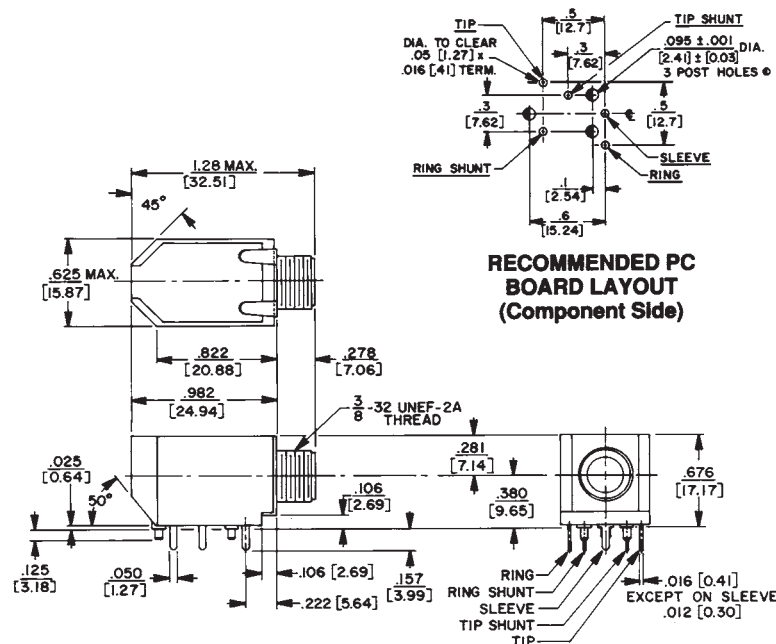 TIP
.5
[12.7]
TIP SHUNT
DIA. TO CLEAR
.05 [1.27] x
.016 [41] TERM.
.3
[7.62]
.095 ±.001 DIA.
[2.41] ± [0.03]
3 POST HOLES
.3
[7.62]
.5
[12.7]
RING SHUNT
SLEEVE
RING
.1
[2.54]
.6
[15.24]
RECOMMENDED PC
BOARD LAYOUT
(Component Side)
1.28 MAX.
[32.51]
45°
.625 MAX.
[15.87]
.822
[20.88]
.278
[7.06]
.982
[24.94]
3/8-32 UNEF-2A
THREAD
.025
[0.64]
50°
.281
[7.14]
.380
[9.65]
.676
[17.17]
.106
[2.69]
.125
[3.18]
.050
[1.27]
.106 [2.69]
.222 [5.64]
.157
[3.99]
RING
RING SHUNT
SLEEVE
TIP SHUNT
TIP
.016 [0.41]
EXCEPT ON SLEEVE
.012 [0.30]